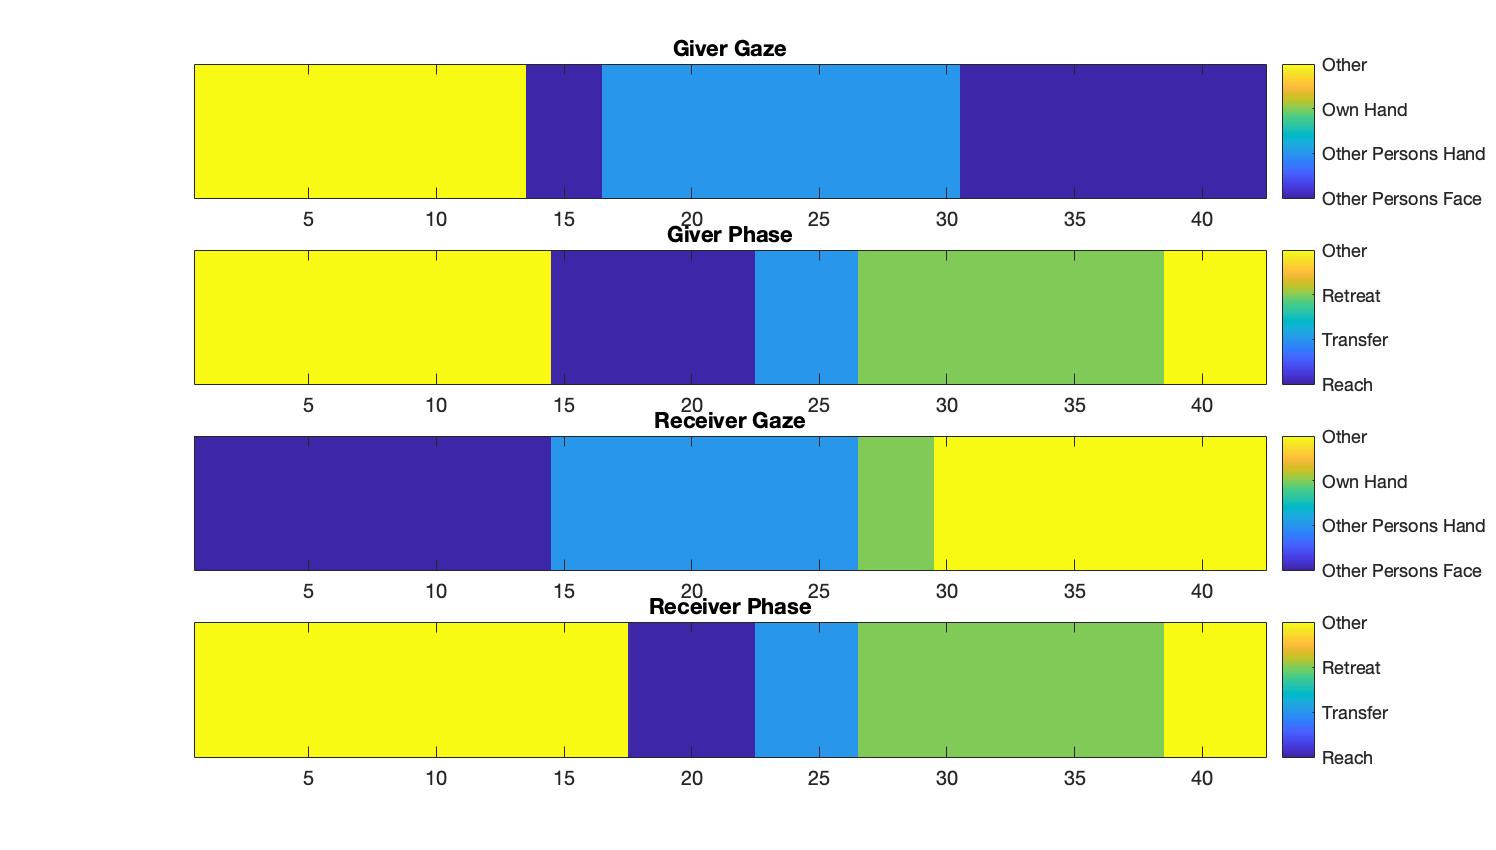 Giver Gaze
Other
Own Hand
Other Persons Hand
Other Persons Face
5 10 15 20 25 30 35 40
Giver Phase
Other
Retreat
Transfer
Reach
5 10 15 20 25 30 35 40
Receiver Gaze
Other
Own Hand
Other Persons Hand
Other Persons Face
5 10 15 20 25 30 35 40
Receiver Phase
Other
Retreat
Transfer
Reach
5 10 15 20 25 30 35 40